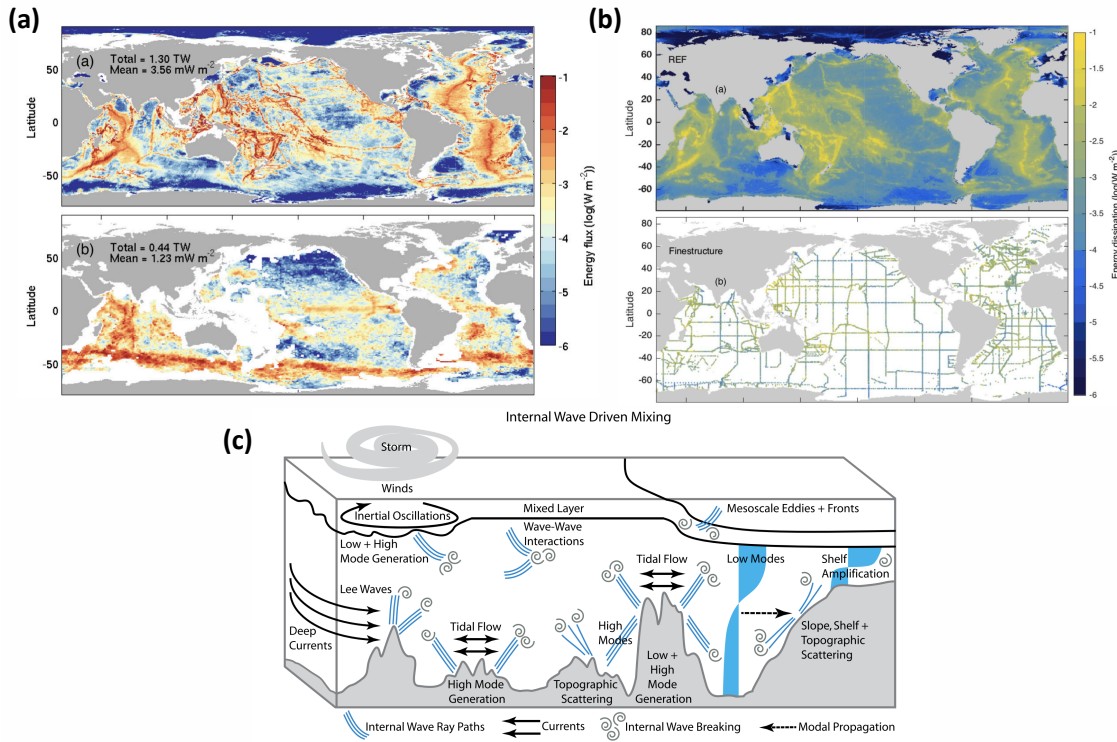 (a)
(a)
Total = 1.30 TW
Mean = 3.56 mW m-2
50
0
-50
Latitude
(b)
Total = 0.44 TW
Mean = 1.23 mW m-2
50
0
-50
Latitude
-1
-2
-3
-4
-5
-6
Energy flux (log(W m-2))
(b)
80
60
40
20
0
-20
-40
-60
Latitude
REF
(a)
80
60
40
20
0
-20
-40
-60
Latitude
Finestructure
(b)
-1
-1.5
-2
-2.5
-3
-3.5
-4
-4.5
-5
-5.5
-6
Energy dissipation (log(W m-2))
Internal Wave Driven Mixing
(c)
Storm
Winds
Inertial Oscillations
Mixed Layer
Mesoscale Eddies + Fronts
Low + High
Mode Generation
Wave-Wave
Interactions
Tidal Flow
Low Modes
Shelf
Amplification
Lee Waves
Deep
Currents
Tidal Flow
High
Modes
Slope, Shelf +
Topographic
Scattering
High Mode
Generation
Topographic
Scattering
Low +
High
Mode
Generation
Internal Wave Ray Paths
Currents
Internal Wave Breaking
Modal Propagation